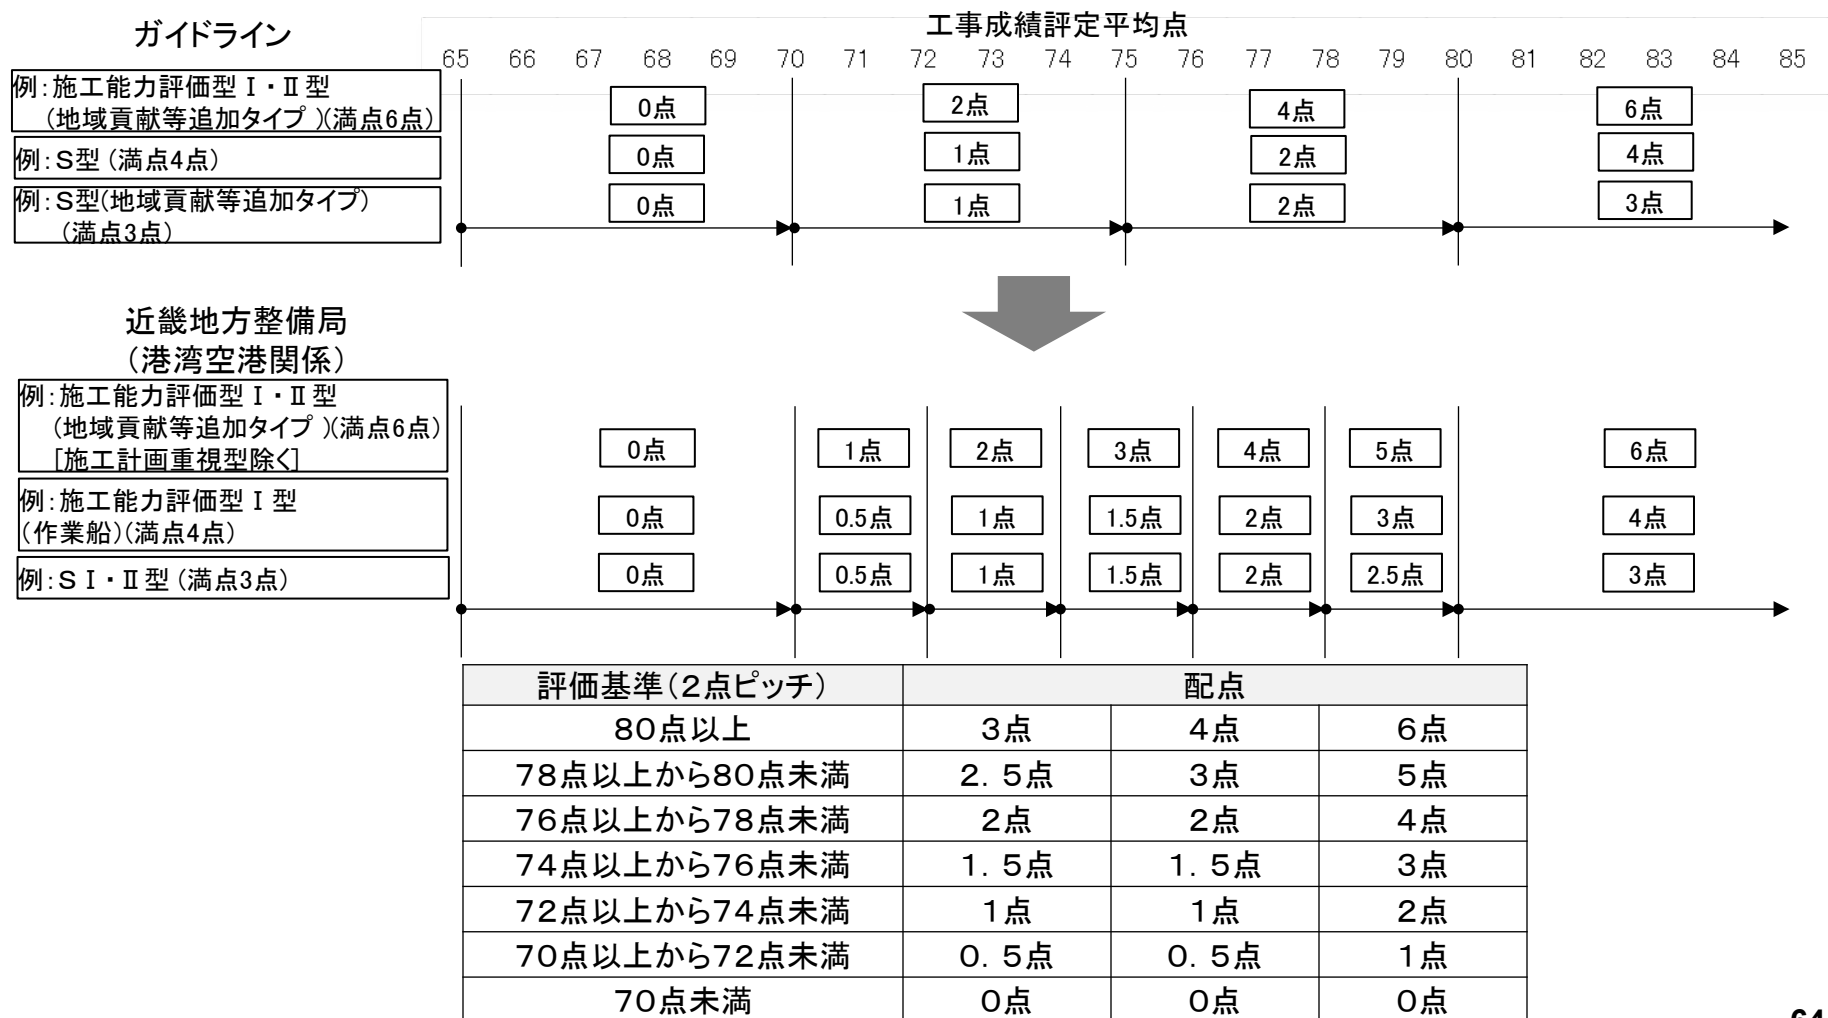 工事成績評定平均点
ガイドライン
65 66 67 68 69 70 71 72 73 74 75 76 77 78 79 80 81 82 83 84 85
例：施工能力評価型Ⅰ・Ⅱ型
（地域貢献等追加タイプ）(満点6点)
0点 2点 4点 6点
例：S型（満点4点）
0点 1点 2点 4点
例：S型(地域貢献等追加タイプ)
（満点3点）
0点 1点 2点 3点
近畿地方整備局
（港湾空港関係）
例：施工能力評価型Ⅰ・Ⅱ型
（地域貢献等追加タイプ）(満点6点)
[施工計画重視型除く]
0点 1点 2点 3点 4点 5点 6点
例：施工能力評価型Ⅰ型
（作業船）（満点4点）
0点 0.5点 1点 1.5点 2点 3点 4点
例：SⅠ・Ⅱ型（満点3点）
0点 0.5点 1点 1.5点 2点 2.5点 3点
評価基準（２点ピッチ） 配点
８０点以上 ３点 ４点 ６点
７８点以上から８０点未満 ２．５点 ３点 ５点
７６点以上から７８点未満 ２点 ２点 ４点
７４点以上から７６点未満 １．５点 １．５点 ３点
７２点以上から７４点未満 １点 １点 ２点
７０点以上から７２点未満 ０．５点 ０．５点 １点
７０点未満 ０点 ０点 ０点
64